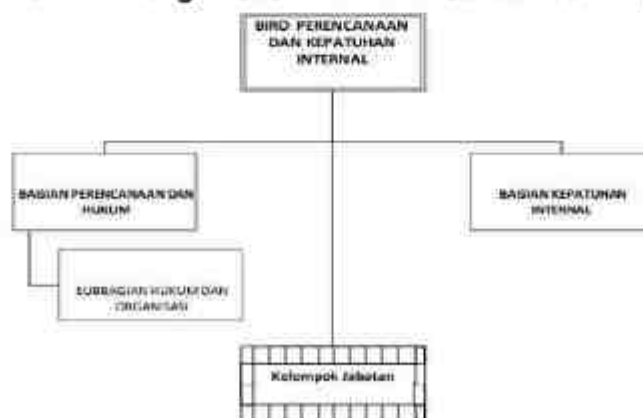 BIRO PERENCANAAN
DAN KEPATUHAN
INTERNAL
BAGIAN PERENCANAAN DAN
HUKUM
BAGIAN KEPATUHAN
INTERNAL
SUBBAGIAN HUKUM DAN
ORGANISASI
Kelompok Jabatan